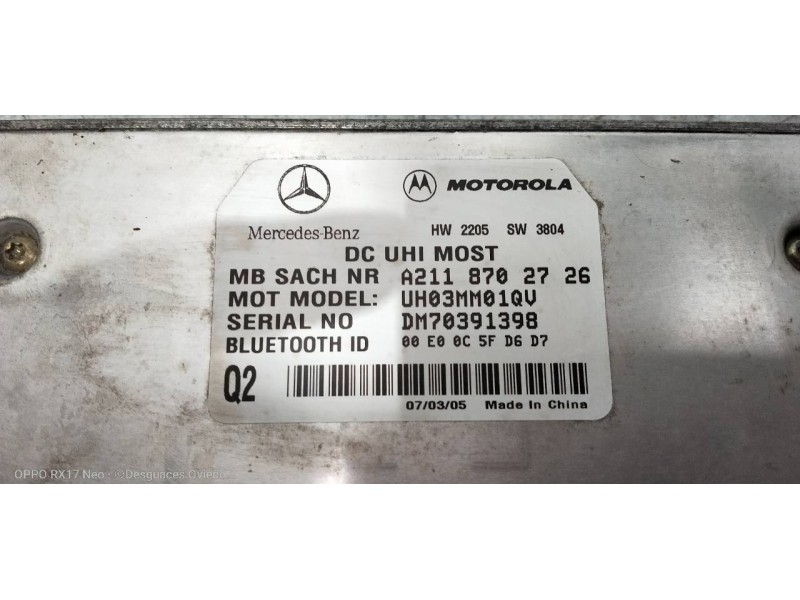 MOTOROLA
Mercedes-Benz HW 2205 SW 3804
DC UHI MOST
MB SACH NR A211 870 27 26
MOT MODEL: UH03MM01QV
SERIAL NO DM70391398
BLUETOOTH ID 00 E0 0C 5F D6 D7
Q2
07/03/05 Made In China
OPPO RX17 Neo · ©Desguaces Oviedo